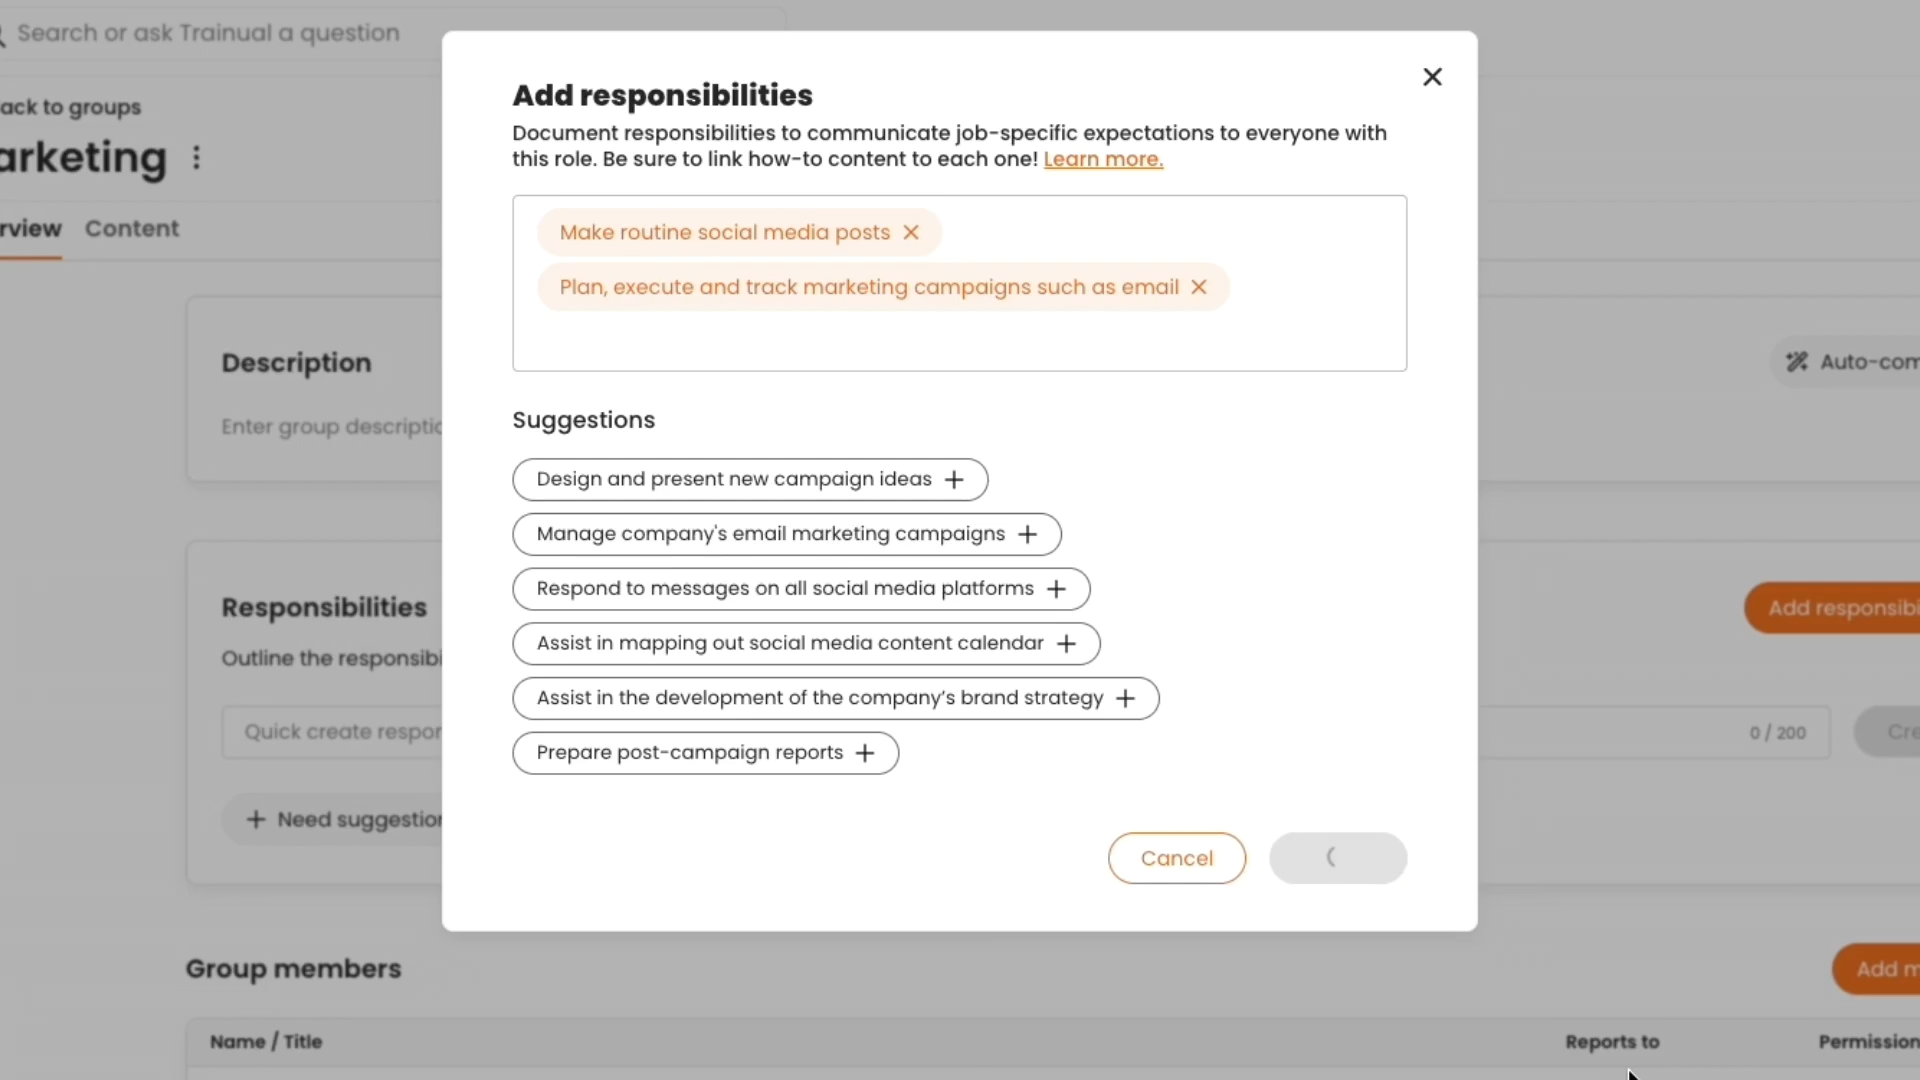 Search or ask Trainual a question
ack to groups
arketing
rview Content
Description
Auto-com
Enter group descriptio
Responsibilities
Add responsibi
Outline the responsibi
Quick create respor
0 / 200
Cre
Need suggestion
Group members
Add m
Name / Title
Reports to
Permission
Add responsibilities
Document responsibilities to communicate job-specific expectations to everyone with
this role. Be sure to link how-to content to each one! Learn more.
Make routine social media posts
Plan, execute and track marketing campaigns such as email
Suggestions
Design and present new campaign ideas
Manage company's email marketing campaigns
Respond to messages on all social media platforms
Assist in mapping out social media content calendar
Assist in the development of the company’s brand strategy
Prepare post-campaign reports
Cancel